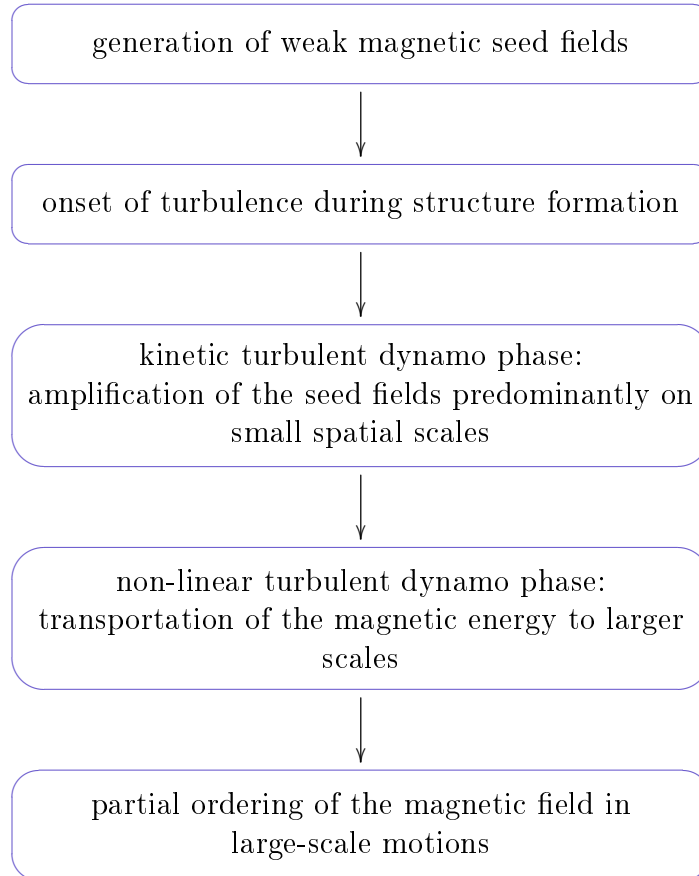 generation of weak magnetic seed fields
onset of turbulence during structure formation
kinetic turbulent dynamo phase:
amplification of the seed fields predominantly on
small spatial scales
non-linear turbulent dynamo phase:
transportation of the magnetic energy to larger
scales
partial ordering of the magnetic field in
large-scale motions